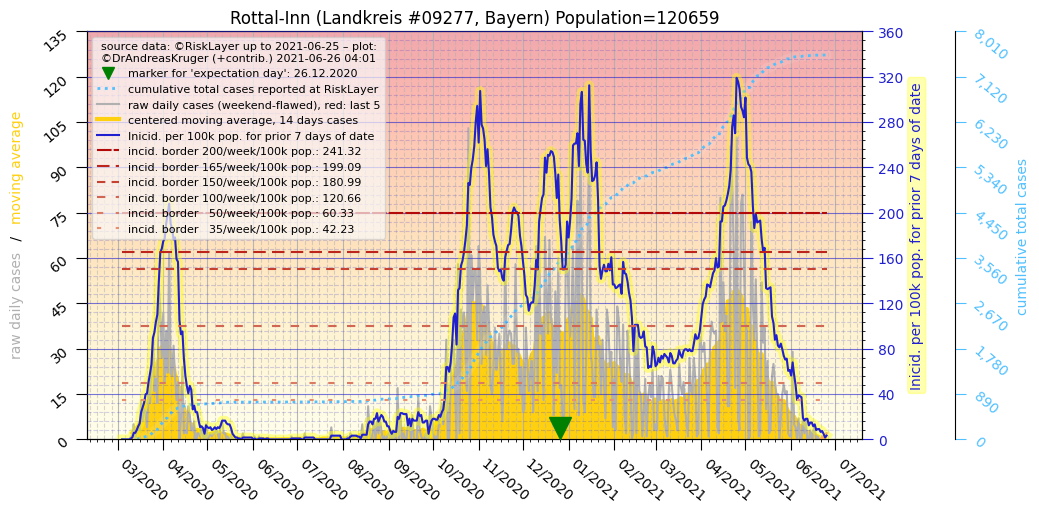 Rottal-Inn (Landkreis #09277, Bayern) Population=120659
source data: ©RiskLayer up to 2021-06-25 – plot:
©DrAndreasKruger (+contrib.) 2021-06-26 04:01
marker for 'expectation day': 26.12.2020
cumulative total cases reported at RiskLayer
raw daily cases (weekend-flawed), red: last 5
centered moving average, 14 days cases
Inicid. per 100k pop. for prior 7 days of date
incid. border 200/week/100k pop.: 241.32
incid. border 165/week/100k pop.: 199.09
incid. border 150/week/100k pop.: 180.99
incid. border 100/week/100k pop.: 120.66
incid. border 50/week/100k pop.: 60.33
incid. border 35/week/100k pop.: 42.23
raw daily cases / moving average
135
120
105
90
75
60
45
30
15
0
03/2020
04/2020
05/2020
06/2020
07/2020
08/2020
09/2020
10/2020
11/2020
12/2020
01/2021
02/2021
03/2021
04/2021
05/2021
06/2021
07/2021
360
320
280
240
200
160
120
80
40
0
Inicid. per 100k pop. for prior 7 days of date
8,010
7,120
6,230
5,340
4,450
3,560
2,670
1,780
890
0
cumulative total cases